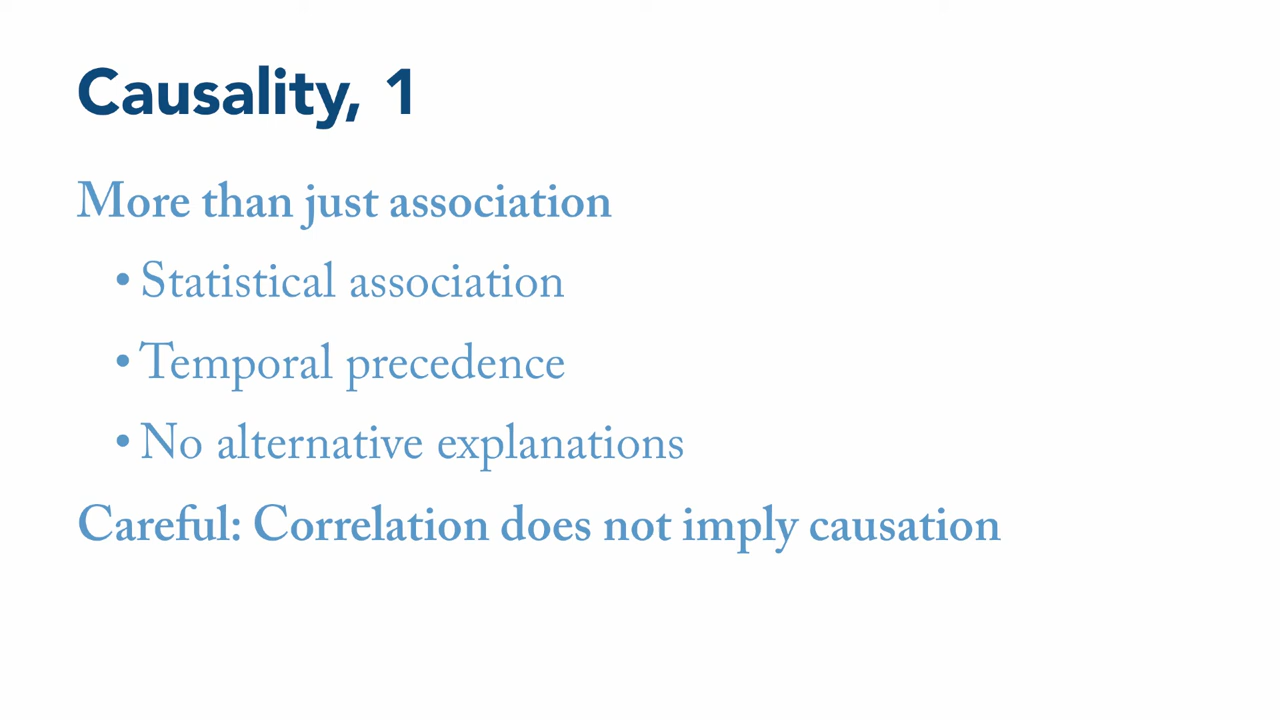 Causality, 1
More than just association
• Statistical association
• Temporal precedence
• No alternative explanations
Careful: Correlation does not imply causation